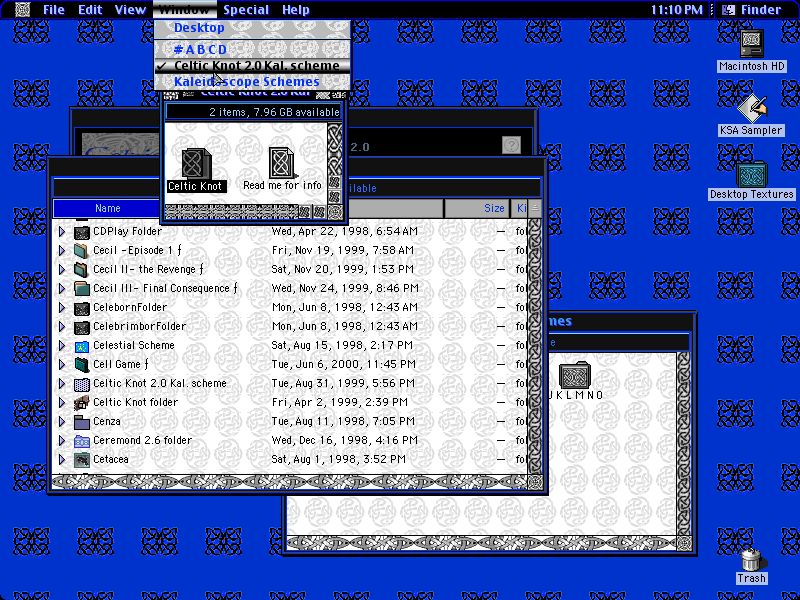 File Edit View Window Special Help 11:10 PM Finder
Desktop
#ABCD
✓ Celtic Knot 2.0 Kal. scheme
Kaleidoscope Schemes
Macintosh HD
KSA Sampler
Desktop Textures
Trash
2 items, 7.96 GB available
Celtic Knot
Read me for info
2.0
?
ilable
Name Size Ki
CDPlay Folder Wed, Apr 22, 1998, 6:54 AM — fol
Cecil -Episode 1 ƒ Fri, Nov 19, 1999, 7:58 AM — fol
Cecil II- the Revenge ƒ Sat, Nov 20, 1999, 1:53 PM — fol
Cecil III- Final Consequence ƒ Wed, Nov 24, 1999, 8:46 PM — fol
CelebornFolder Mon, Jun 8, 1998, 12:43 AM — fol
CelebrimborFolder Mon, Jun 8, 1998, 12:43 AM — fol
Celestial Scheme Sat, Aug 15, 1998, 2:17 PM — fol
Cell Game ƒ Tue, Jun 6, 2000, 11:45 PM — fol
Celtic Knot 2.0 Kal. scheme Tue, Aug 31, 1999, 5:56 PM — fol
Celtic Knot folder Fri, Apr 2, 1999, 2:39 PM — fol
Cenza Tue, Aug 11, 1998, 7:05 PM — fol
Ceremond 2.6 folder Wed, Dec 16, 1998, 4:16 PM — fol
Cetacea Sat, Aug 1, 1998, 3:52 PM — fol
mes
e
J K L M N O